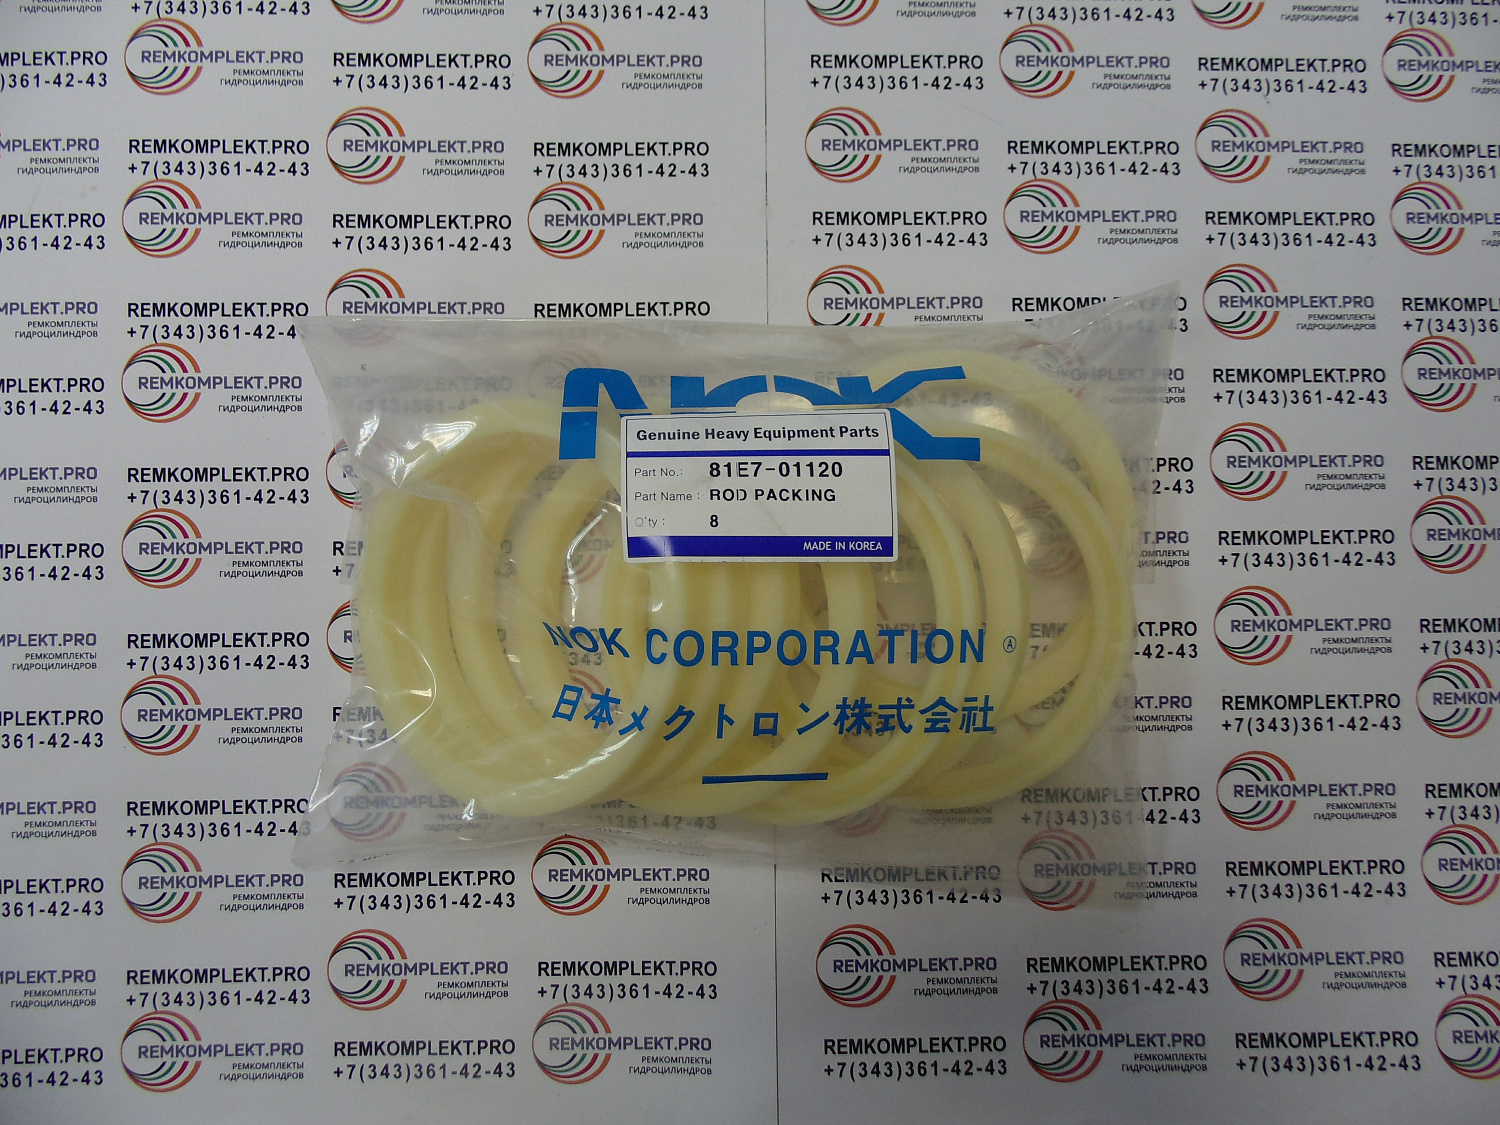 REMKOMPLEKT.PRO
РЕМКОМПЛЕКТЫ
ГИДРОЦИЛИНДРОВ
REMKOMPLEKT.PRO
+7(343)361-42-43
NOK
Genuine Heavy Equipment Parts
Part No.: 81E7-01120
Part Name : ROD PACKING
Q'ty : 8
MADE IN KOREA
NOK CORPORATION Ⓐ
日本メクトロン株式会社